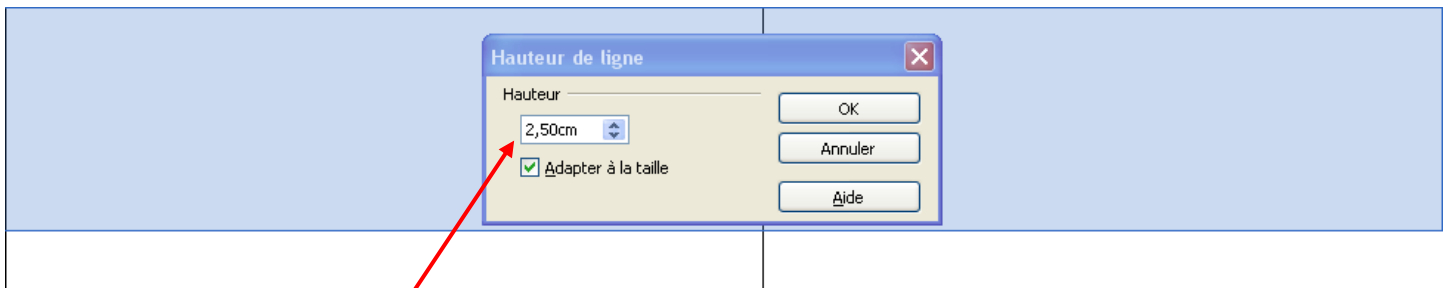 Hauteur de ligne
Hauteur
2,50cm
Adapter à la taille
OK
Annuler
Aide